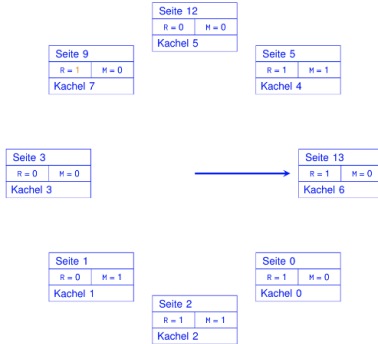 Seite 12
R = 0 M = 0
Kachel 5
Seite 9
R = 1 M = 0
Kachel 7
Seite 5
R = 1 M = 1
Kachel 4
Seite 3
R = 0 M = 0
Kachel 3
Seite 13
R = 1 M = 0
Kachel 6
Seite 1
R = 0 M = 1
Kachel 1
Seite 0
R = 1 M = 0
Kachel 0
Seite 2
R = 1 M = 1
Kachel 2